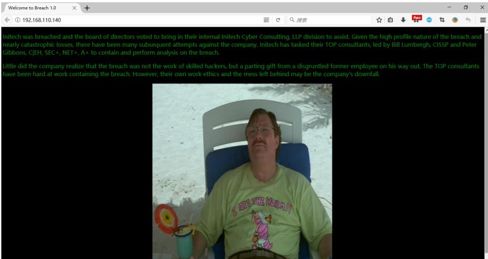 Welcome to Breach 1.0
192.168.110.140
搜索
Initech was breached and the board of directors voted to bring in their internal Initech Cyber Consulting, LLP division to assist. Given the high profile nature of the breach and
nearly catastrophic losses, there have been many subsequent attempts against the company. Initech has tasked their TOP consultants, led by Bill Lumbergh, CISSP and Peter
Gibbons, C|EH, SEC+, NET+, A+ to contain and perform analysis on the breach.
Little did the company realize that the breach was not the work of skilled hackers, but a parting gift from a disgruntled former employee on his way out. The TOP consultants
have been hard at work containing the breach. However, their own work ethics and the mess left behind may be the company's downfall.